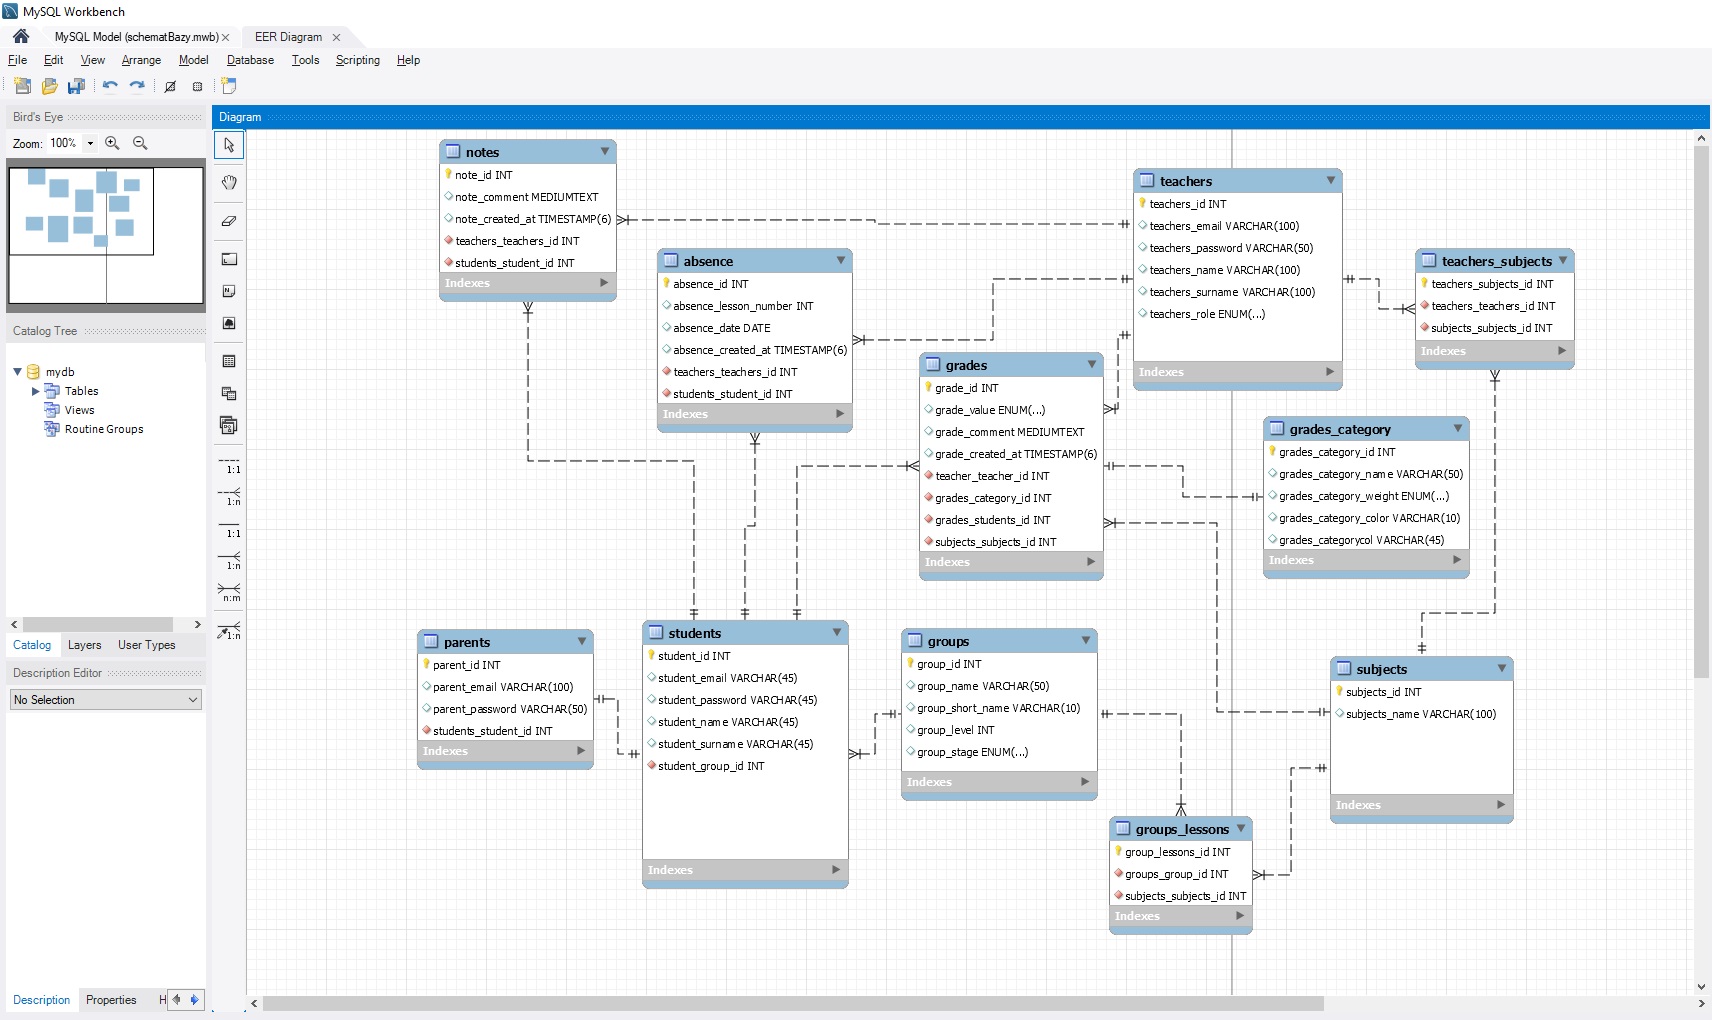 MySQL Workbench
MySQL Model (schematBazy.mwb)
EER Diagram
File Edit View Arrange Model Database Tools Scripting Help
Bird's Eye
Zoom: 100%
Catalog Tree
mydb
Tables
Views
Routine Groups
Catalog Layers User Types
Description Editor
No Selection
Description Properties H
Diagram
1:1
1:n
1:1
1:n
n:m
1:n
notes
note_id INT
note_comment MEDIUMTEXT
note_created_at TIMESTAMP(6)
teachers_teachers_id INT
students_student_id INT
Indexes
absence
absence_id INT
absence_lesson_number INT
absence_date DATE
absence_created_at TIMESTAMP(6)
teachers_teachers_id INT
students_student_id INT
Indexes
teachers
teachers_id INT
teachers_email VARCHAR(100)
teachers_password VARCHAR(50)
teachers_name VARCHAR(100)
teachers_surname VARCHAR(100)
teachers_role ENUM(...)
Indexes
teachers_subjects
teachers_subjects_id INT
teachers_teachers_id INT
subjects_subjects_id INT
Indexes
grades
grade_id INT
grade_value ENUM(...)
grade_comment MEDIUMTEXT
grade_created_at TIMESTAMP(6)
teacher_teacher_id INT
grades_category_id INT
grades_students_id INT
subjects_subjects_id INT
Indexes
grades_category
grades_category_id INT
grades_category_name VARCHAR(50)
grades_category_weight ENUM(...)
grades_category_color VARCHAR(10)
grades_categorycol VARCHAR(45)
Indexes
parents
parent_id INT
parent_email VARCHAR(100)
parent_password VARCHAR(50)
students_student_id INT
Indexes
students
student_id INT
student_email VARCHAR(45)
student_password VARCHAR(45)
student_name VARCHAR(45)
student_surname VARCHAR(45)
student_group_id INT
Indexes
groups
group_id INT
group_name VARCHAR(50)
group_short_name VARCHAR(10)
group_level INT
group_stage ENUM(...)
Indexes
subjects
subjects_id INT
subjects_name VARCHAR(100)
Indexes
groups_lessons
group_lessons_id INT
groups_group_id INT
subjects_subjects_id INT
Indexes